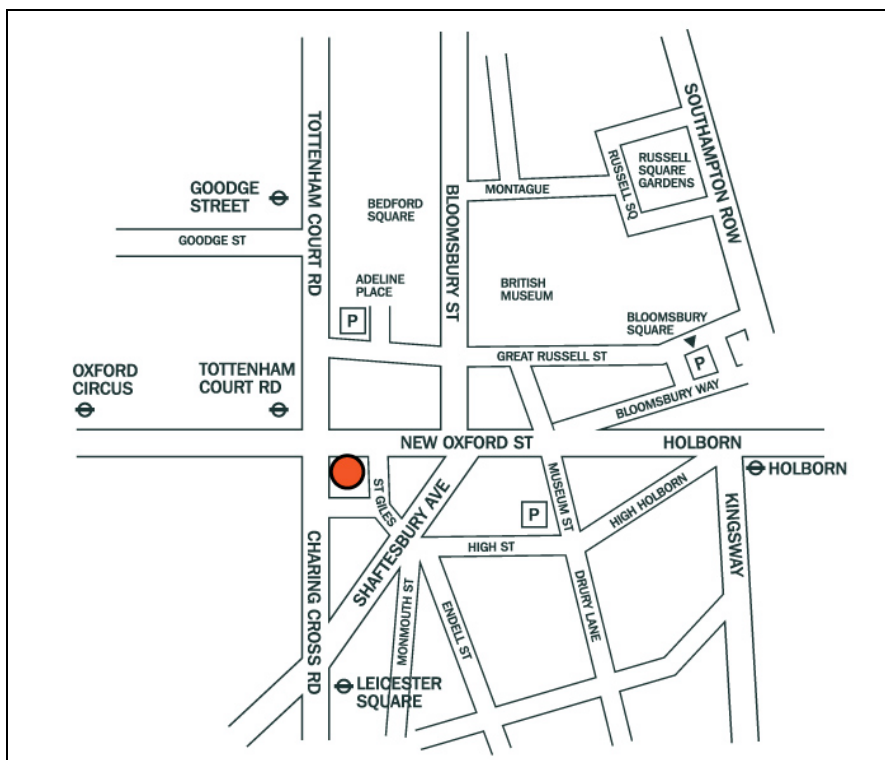 TOTTENHAM COURT RD
BLOOMSBURY ST
SOUTHAMPTON ROW
RUSSELL SQ
RUSSELL
SQUARE
GARDENS
GOODGE
STREET
BEDFORD
SQUARE
MONTAGUE
GOODGE ST
ADELINE
PLACE
BRITISH
MUSEUM
P
BLOOMSBURY
SQUARE
OXFORD
CIRCUS
TOTTENHAM
COURT RD
GREAT RUSSELL ST
P
BLOOMSBURY WAY
NEW OXFORD ST
HOLBORN
HOLBORN
ST GILES
SHAFTESBURY AVE
MUSEUM ST
HIGH HOLBORN
KINGSWAY
P
HIGH ST
CHARING CROSS RD
MONMOUTH ST
ENDELL ST
DRURY LANE
LEICESTER
SQUARE